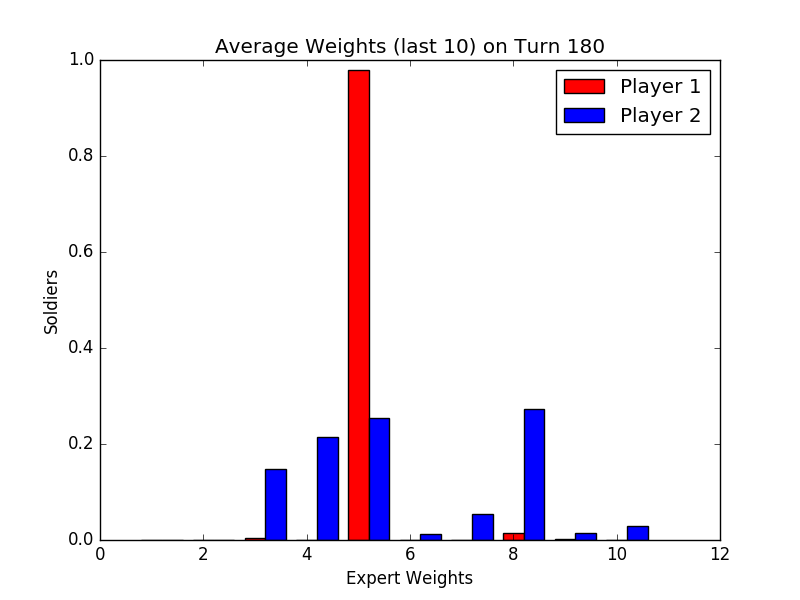 Average Weights (last 10) on Turn 180
1.0
0.8
0.6
0.4
0.2
0.0
Soldiers
Player 1
Player 2
0 2 4 6 8 10 12
Expert Weights